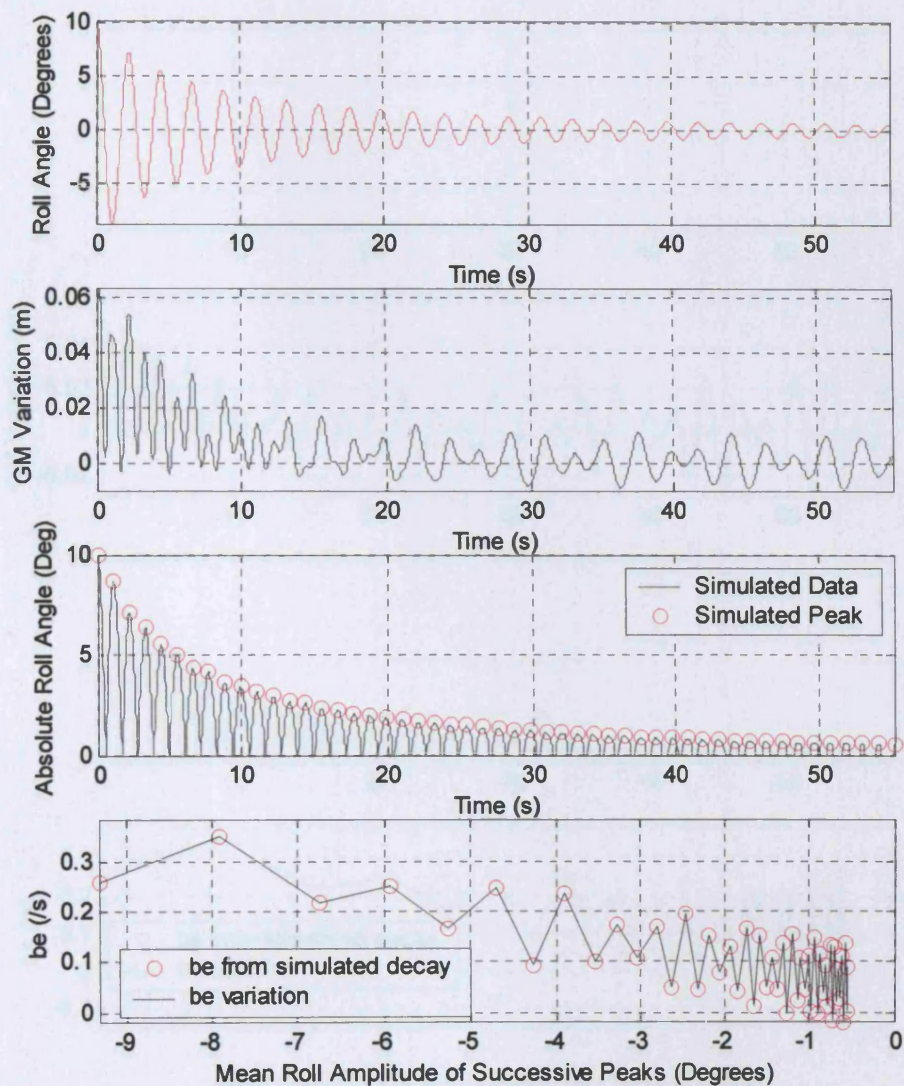 Roll Angle (Degrees)
10
5
0
-5
0 10 20 30 40 50
Time (s)
GM Variation (m)
0.06
0.04
0.02
0
0 10 20 30 40 50
Time (s)
Absolute Roll Angle (Deg)
10
5
0
Simulated Data
Simulated Peak
0 10 20 30 40 50
Time (s)
be (/s)
0.3
0.2
0.1
0
be from simulated decay
be variation
-9 -8 -7 -6 -5 -4 -3 -2 -1 0
Mean Roll Amplitude of Successive Peaks (Degrees)